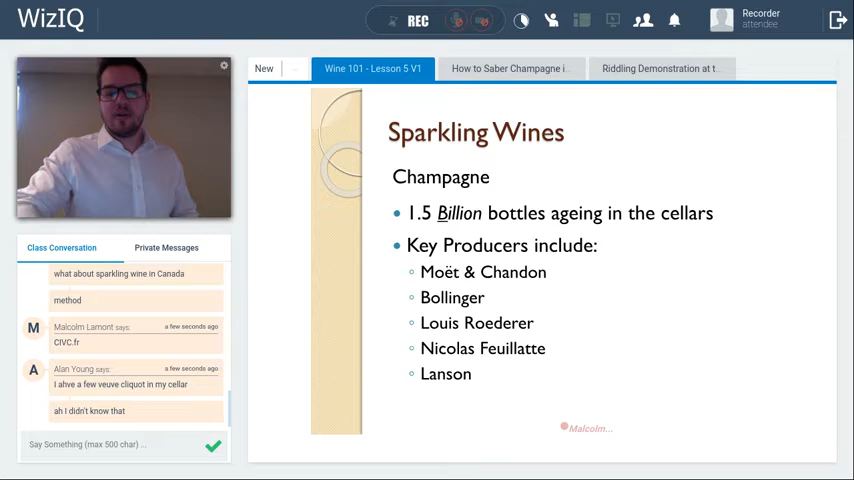 WizIQ
REC
Recorder
attendee
New
Wine 101 - Lesson 5 V1
How to Saber Champagne i..
Riddling Demonstration at t...
Sparkling Wines
Champagne
1.5 Billion bottles ageing in the cellars
Key Producers include:
Moët & Chandon
Bollinger
Louis Roederer
Nicolas Feuillatte
Lanson
Malcolm...
Class Conversation
Private Messages
what about sparkling wine in Canada
method
M
Malcolm Lamont says:
a few seconds ago
CIVC.fr
A
Alan Young says:
a few seconds ago
I ahve a few veuve cliquot in my cellar
ah I didn't know that
Say Something (max 500 char) ...